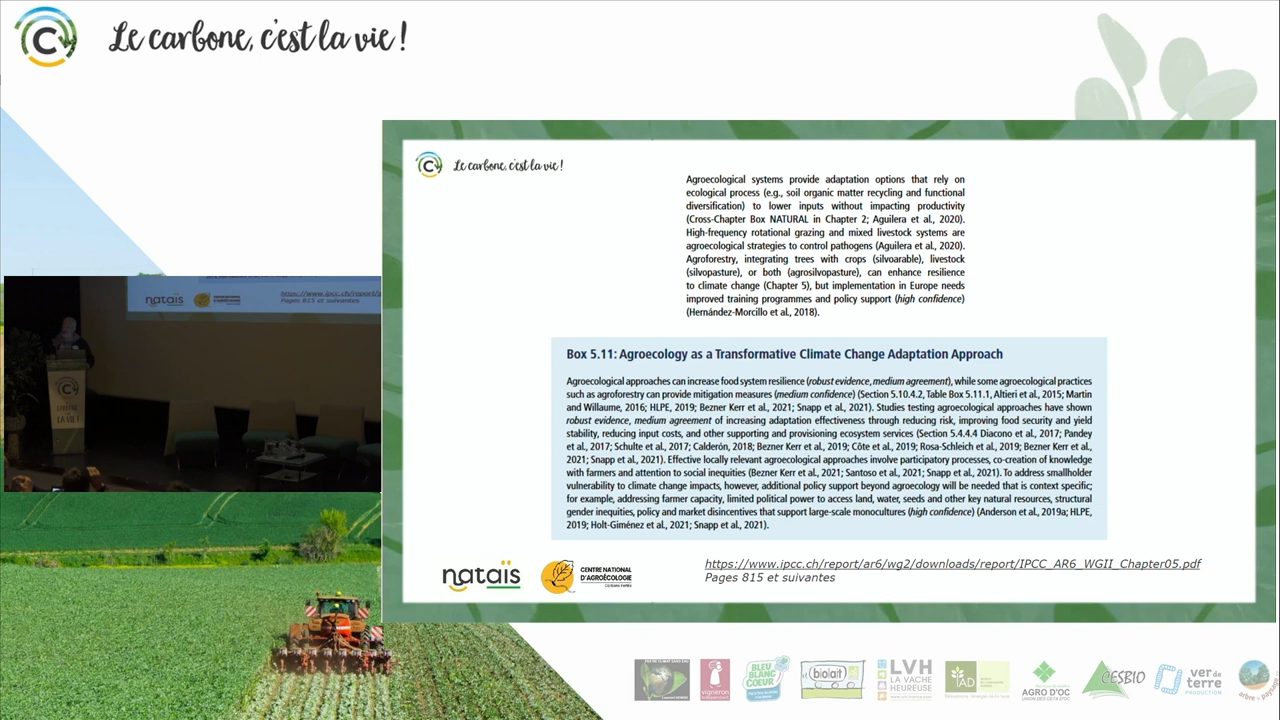 Le carbone, c'est la vie !
Le carbone, c'est la vie !
Agroecological systems provide adaptation options that rely on
ecological process (e.g., soil organic matter recycling and functional
diversification) to lower inputs without impacting productivity
(Cross-Chapter Box NATURAL in Chapter 2; Aguilera et al., 2020).
High-frequency rotational grazing and mixed livestock systems are
agroecological strategies to control pathogens (Aguilera et al., 2020).
Agroforestry, integrating trees with crops (silvoarable), livestock
(silvopasture), or both (agrosilvopasture), can enhance resilience
to climate change (Chapter 5), but implementation in Europe needs
improved training programmes and policy support (high confidence)
(Hernández-Morcillo et al., 2018).
Box 5.11: Agroecology as a Transformative Climate Change Adaptation Approach
Agroecological approaches can increase food system resilience (robust evidence, medium agreement), while some agroecological practices
such as agroforestry can provide mitigation measures (medium confidence) (Section 5.10.4.2, Table Box 5.11.1, Altieri et al., 2015; Martin
and Willaume, 2016; HLPE, 2019; Bezner Kerr et al., 2021; Snapp et al., 2021). Studies testing agroecological approaches have shown
robust evidence, medium agreement of increasing adaptation effectiveness through reducing risk, improving food security and yield
stability, reducing input costs, and other supporting and provisioning ecosystem services (Section 5.4.4.4 Diacono et al., 2017; Pandey
et al., 2017; Schulte et al., 2017; Calderón, 2018; Bezner Kerr et al., 2019; Côte et al., 2019; Rosa-Schleich et al., 2019; Bezner Kerr et al.,
2021; Snapp et al., 2021). Effective locally relevant agroecological approaches involve participatory processes, co-creation of knowledge
with farmers and attention to social inequities (Bezner Kerr et al., 2021; Santoso et al., 2021; Snapp et al., 2021). To address smallholder
vulnerability to climate change impacts, however, additional policy support beyond agroecology will be needed that is context specific;
for example, addressing farmer capacity, limited political power to access land, water, seeds and other key natural resources, structural
gender inequities, policy and market disincentives that support large-scale monocultures (high confidence) (Anderson et al., 2019a; HLPE,
2019; Holt-Giménez et al., 2021; Snapp et al., 2021).
nataïs
CENTRE NATIONAL
D'AGROÉCOLOGIE
https://www.ipcc.ch/report/ar6/wg2/downloads/report/IPCC_AR6_WGII_Chapter05.pdf
Pages 815 et suivantes
nataïs
https://www.ipcc.ch/report/a
Pages 815 et suivantes
vigneron
BLEU
BLANC
COEUR
biolait
LVH
LA VACHE
HEUREUSE
AGRO D'OC
CESBIO
ver de
terre
PRODUCTION